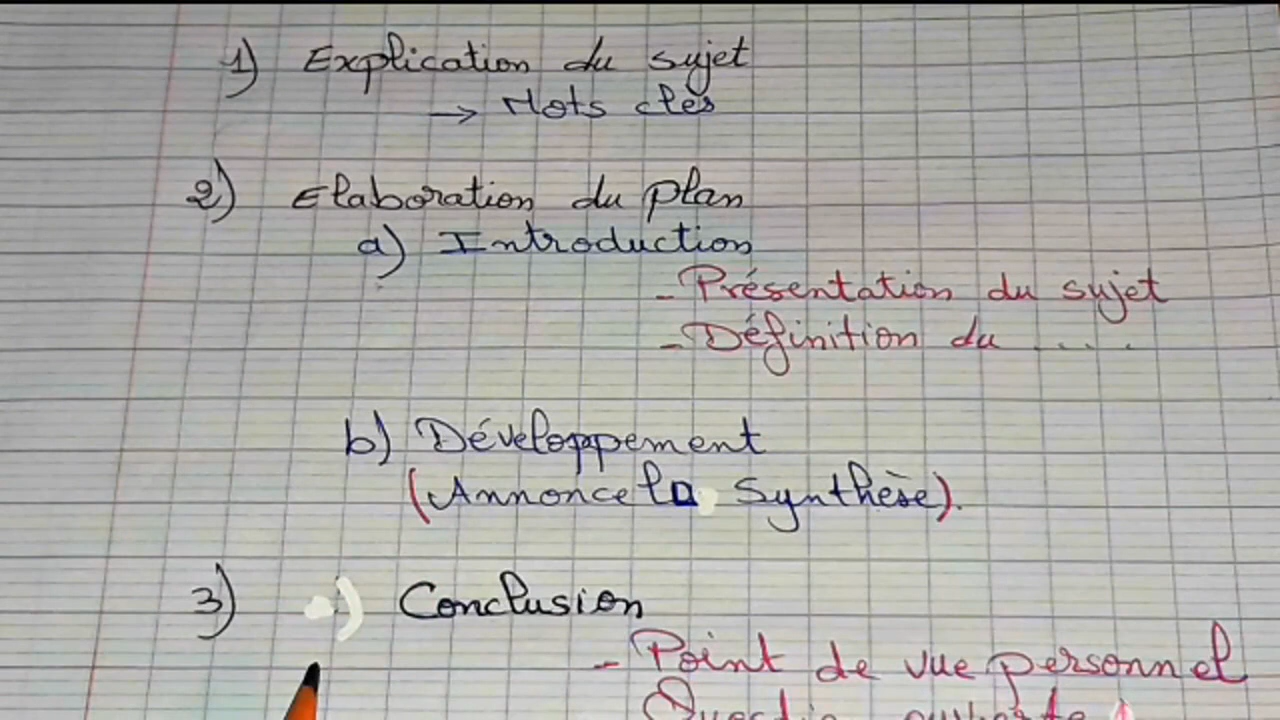 1) Explication du sujet
→ Mots clés
2) Elaboration du plan
a) Introduction
- Présentation du sujet
- Définition du ....
b) Développement
(Annonce la Synthèse).
3) Conclusion
- Point de vue personnel